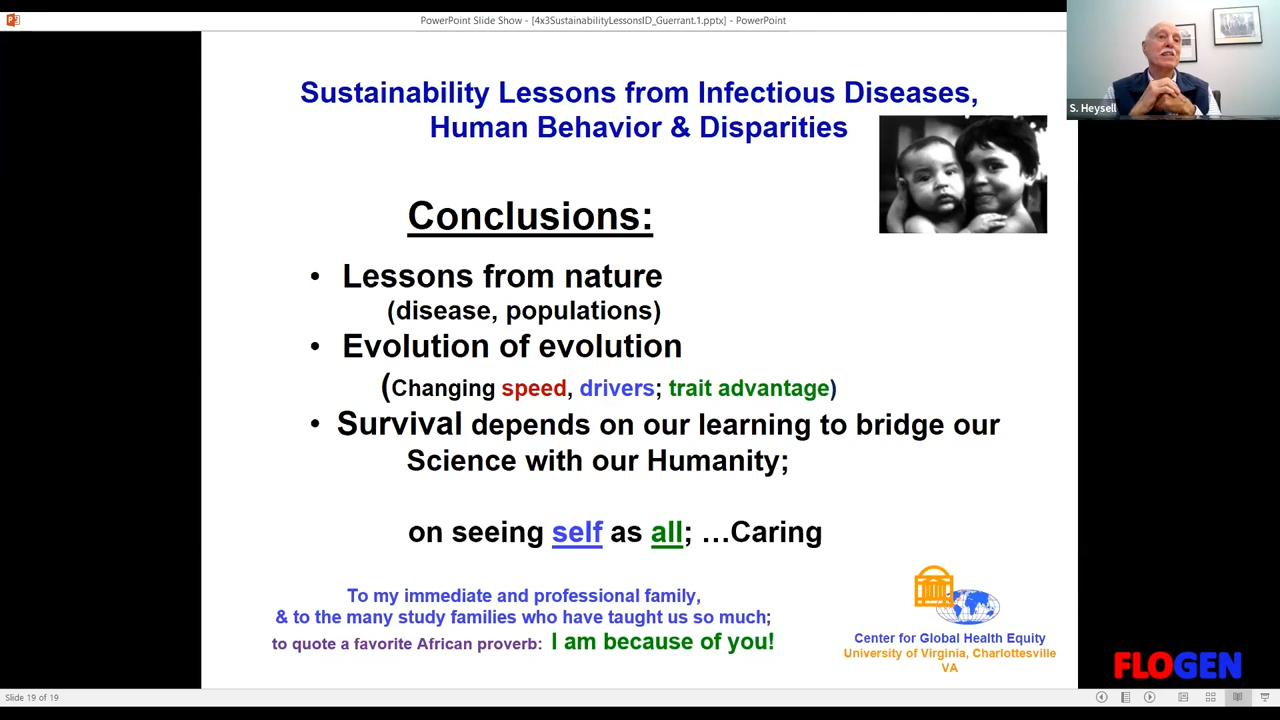 PowerPoint Slide Show - [4x3SustainabilityLessonsID_Guerrant.1.pptx] - PowerPoint
S. Heysell
Sustainability Lessons from Infectious Diseases,
Human Behavior & Disparities
Conclusions:
• Lessons from nature
(disease, populations)
• Evolution of evolution
(Changing speed, drivers; trait advantage)
• Survival depends on our learning to bridge our
Science with our Humanity;
on seeing self as all; …Caring
To my immediate and professional family,
& to the many study families who have taught us so much;
to quote a favorite African proverb: I am because of you!
Center for Global Health Equity
University of Virginia, Charlottesville
VA
FLOGEN
Slide 19 of 19